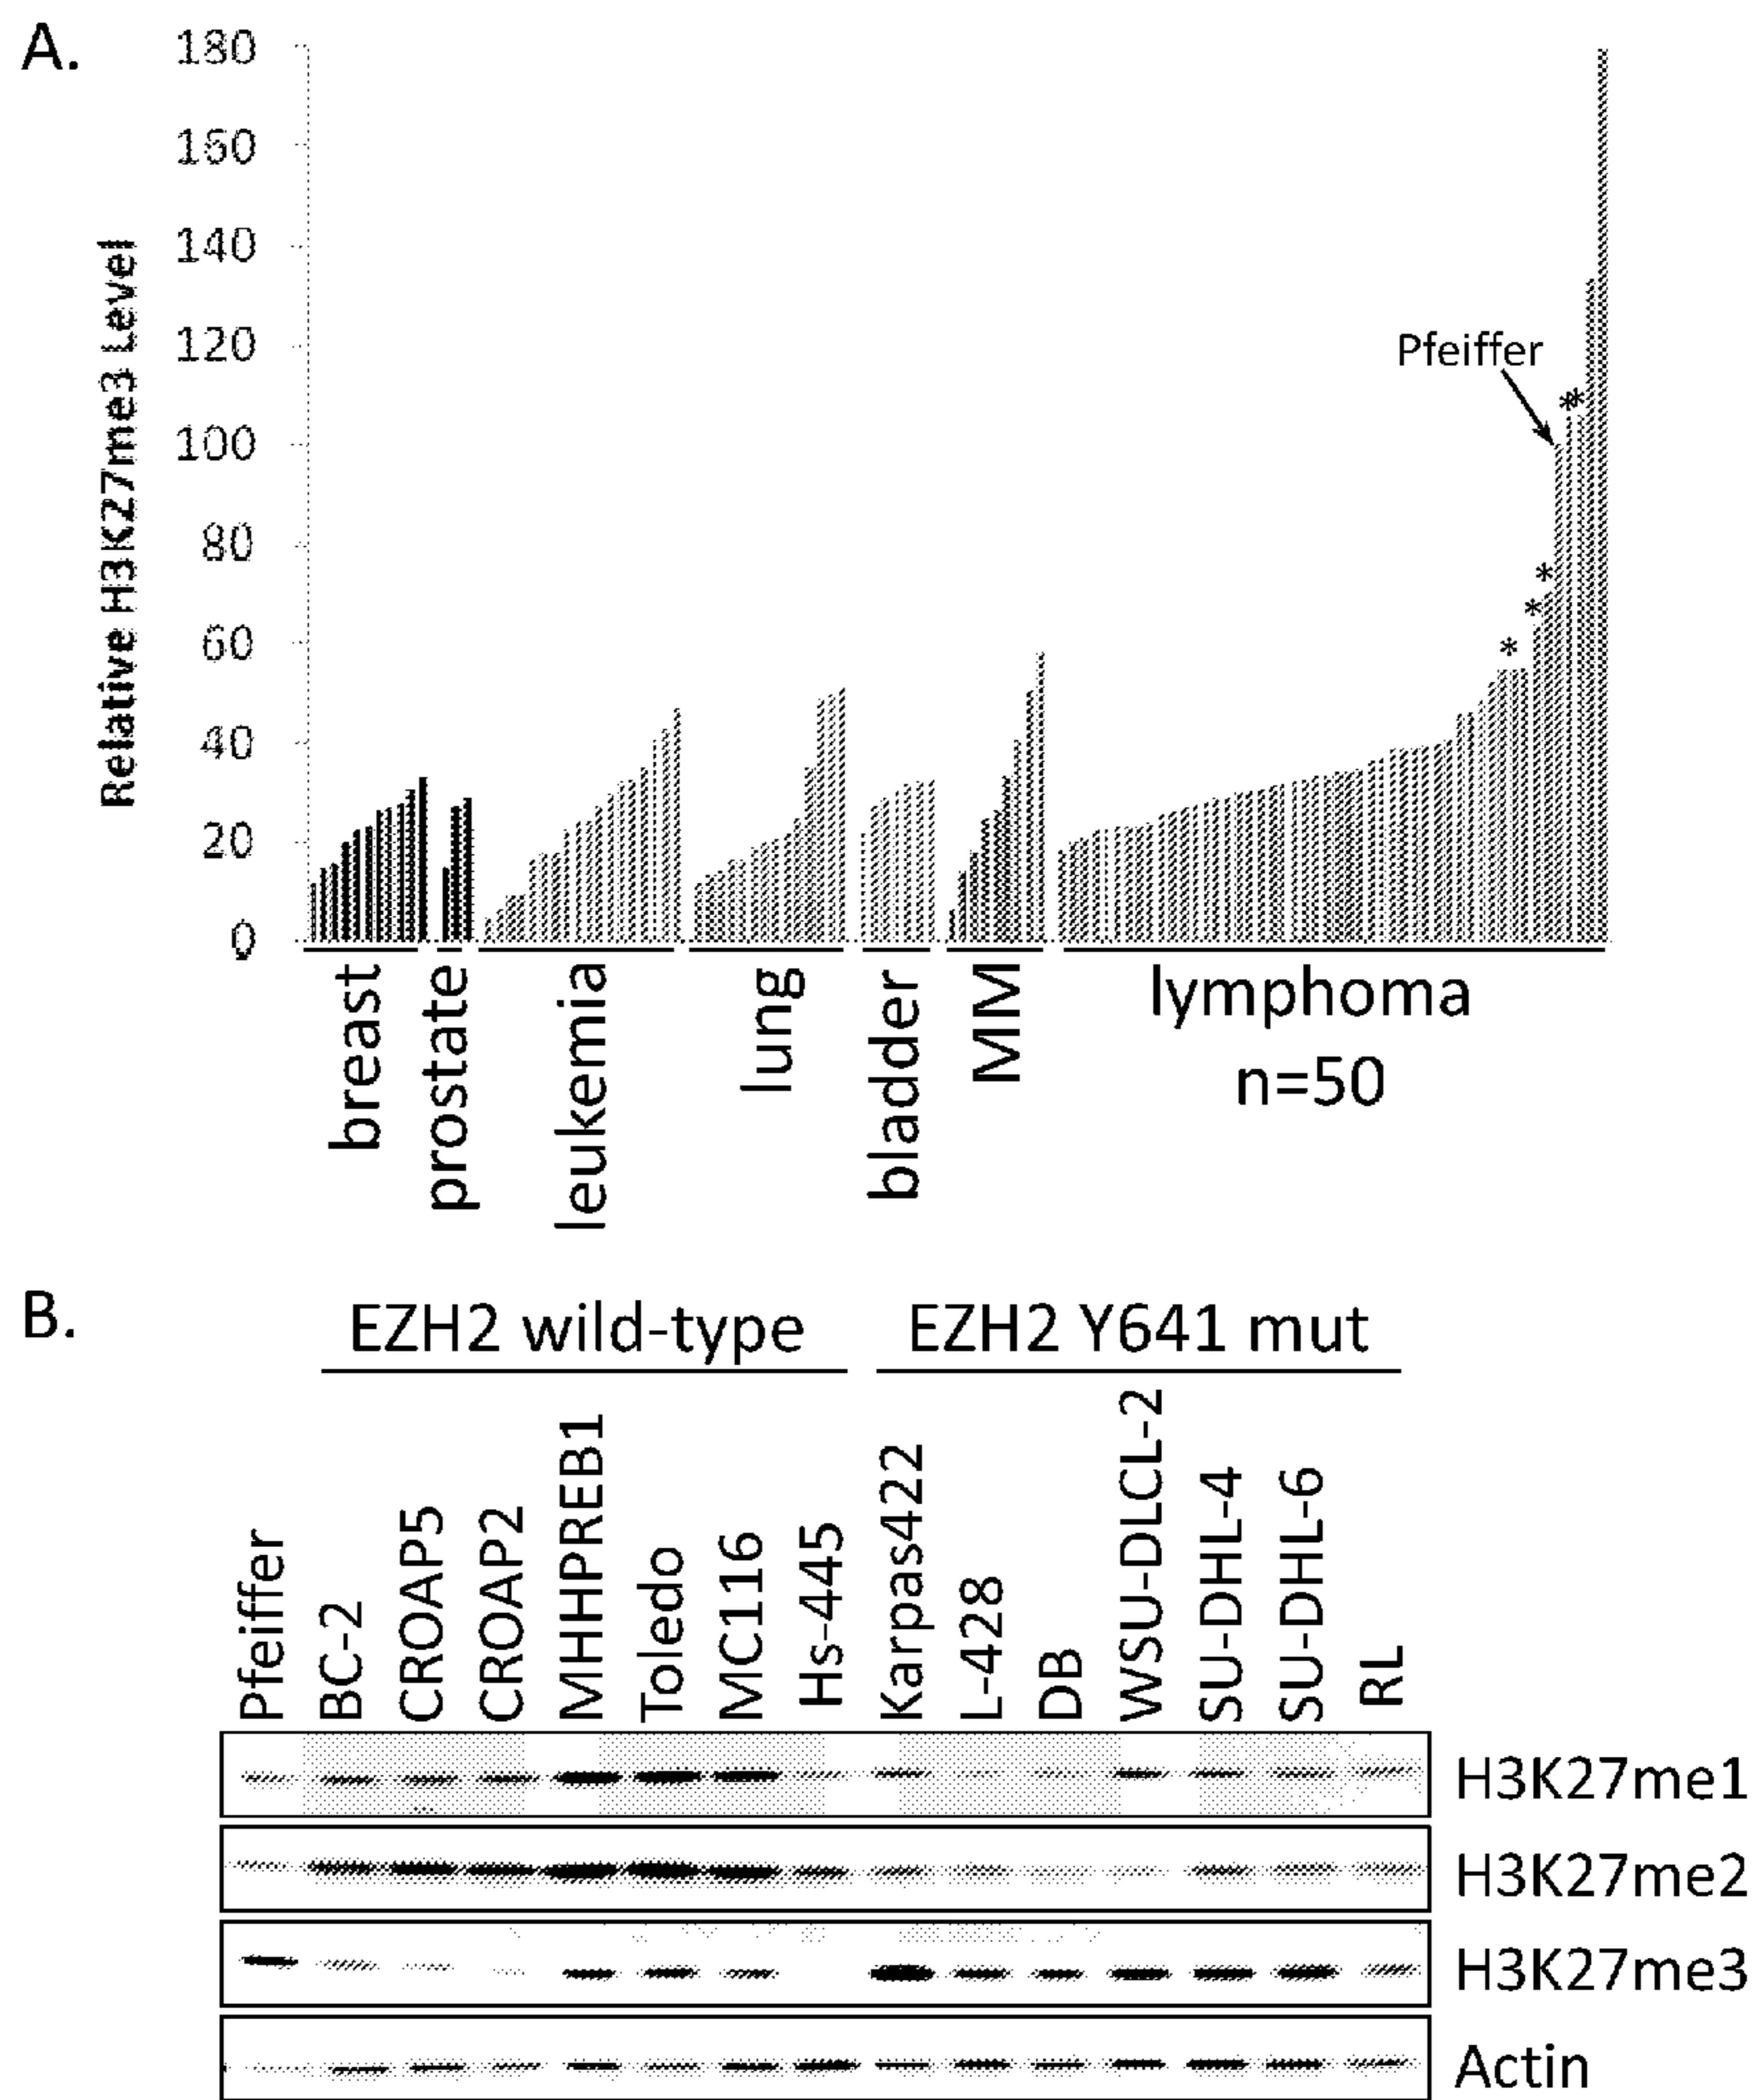 A.
Relative H3K27me3 Level
180
160
140
120
100
80
60
40
20
0
Pfeiffer
*
*
*
**
breast
prostate
leukemia
lung
bladder
MM
lymphoma
n=50
B.
EZH2 wild-type
EZH2 Y641 mut
Pfeiffer
BC-2
CROAP5
CROAP2
MHHPREB1
Toledo
MC116
Hs-445
Karpas422
L-428
DB
WSU-DLCL-2
SU-DHL-4
SU-DHL-6
RL
H3K27me1
H3K27me2
H3K27me3
Actin